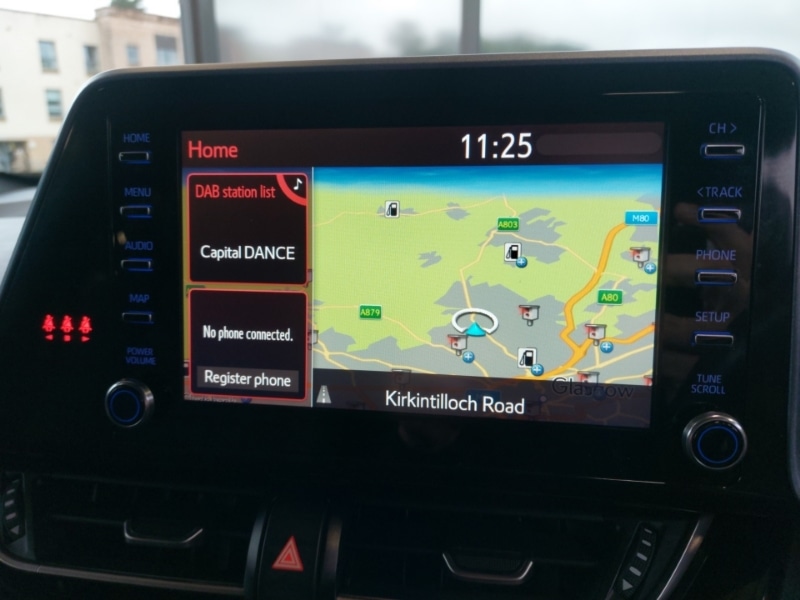 HOME
MENU
AUDIO
MAP
POWER
VOLUME
Home
11:25
DAB station list
Capital DANCE
No phone connected.
Register phone
A803
M80
A80
A879
Glasgow
Kirkintilloch Road
CH >
< TRACK
PHONE
SETUP
TUNE
SCROLL